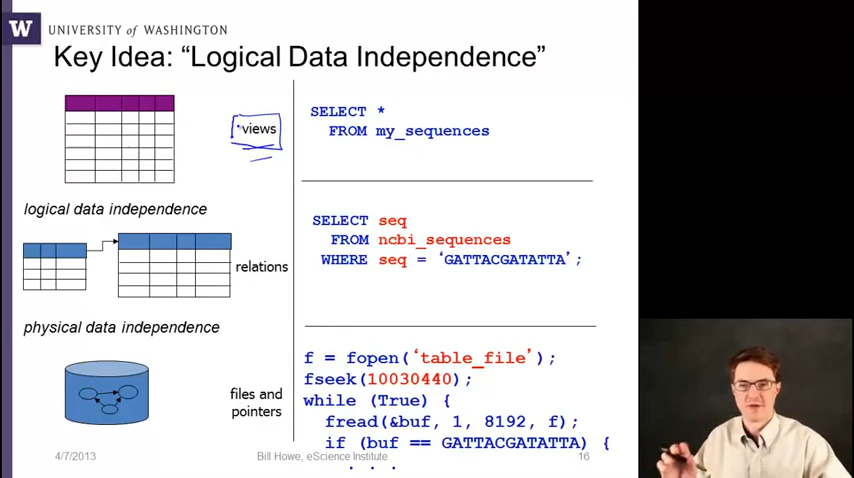 W
UNIVERSITY of WASHINGTON
Key Idea: “Logical Data Independence”
views
SELECT *
FROM my_sequences
logical data independence
SELECT seq
FROM ncbi_sequences
WHERE seq = ‘GATTACGATATTA’;
relations
physical data independence
f = fopen(‘table_file’);
fseek(10030440);
while (True) {
fread(&buf, 1, 8192, f);
if (buf == GATTACGATATTA) {
. . .
files and
pointers
4/7/2013
Bill Howe, eScience Institute
16